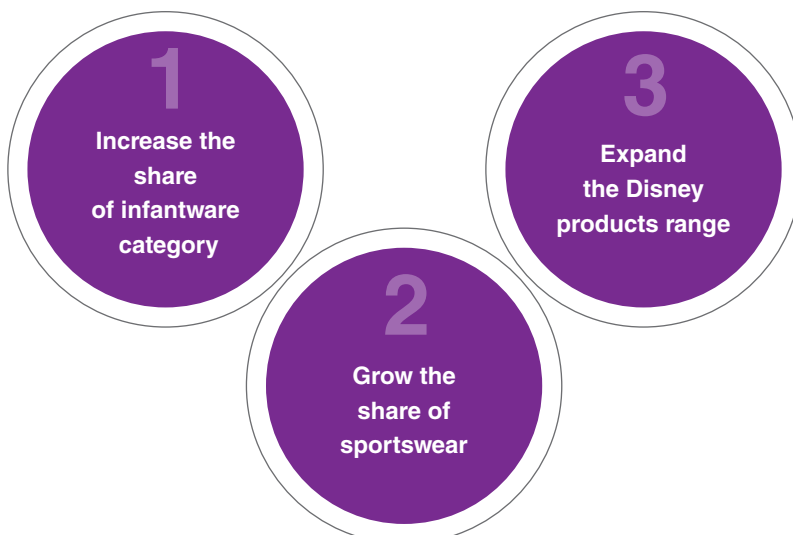 1
Increase the
share
of infantware
category
2
Grow the
share of
sportswear
3
Expand
the Disney
products range